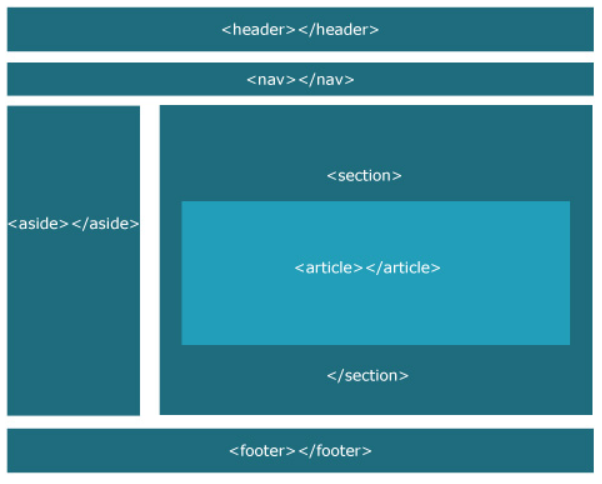 <header></header>
<nav></nav>
<aside></aside>
<section>
<article></article>
</section>
<footer></footer>